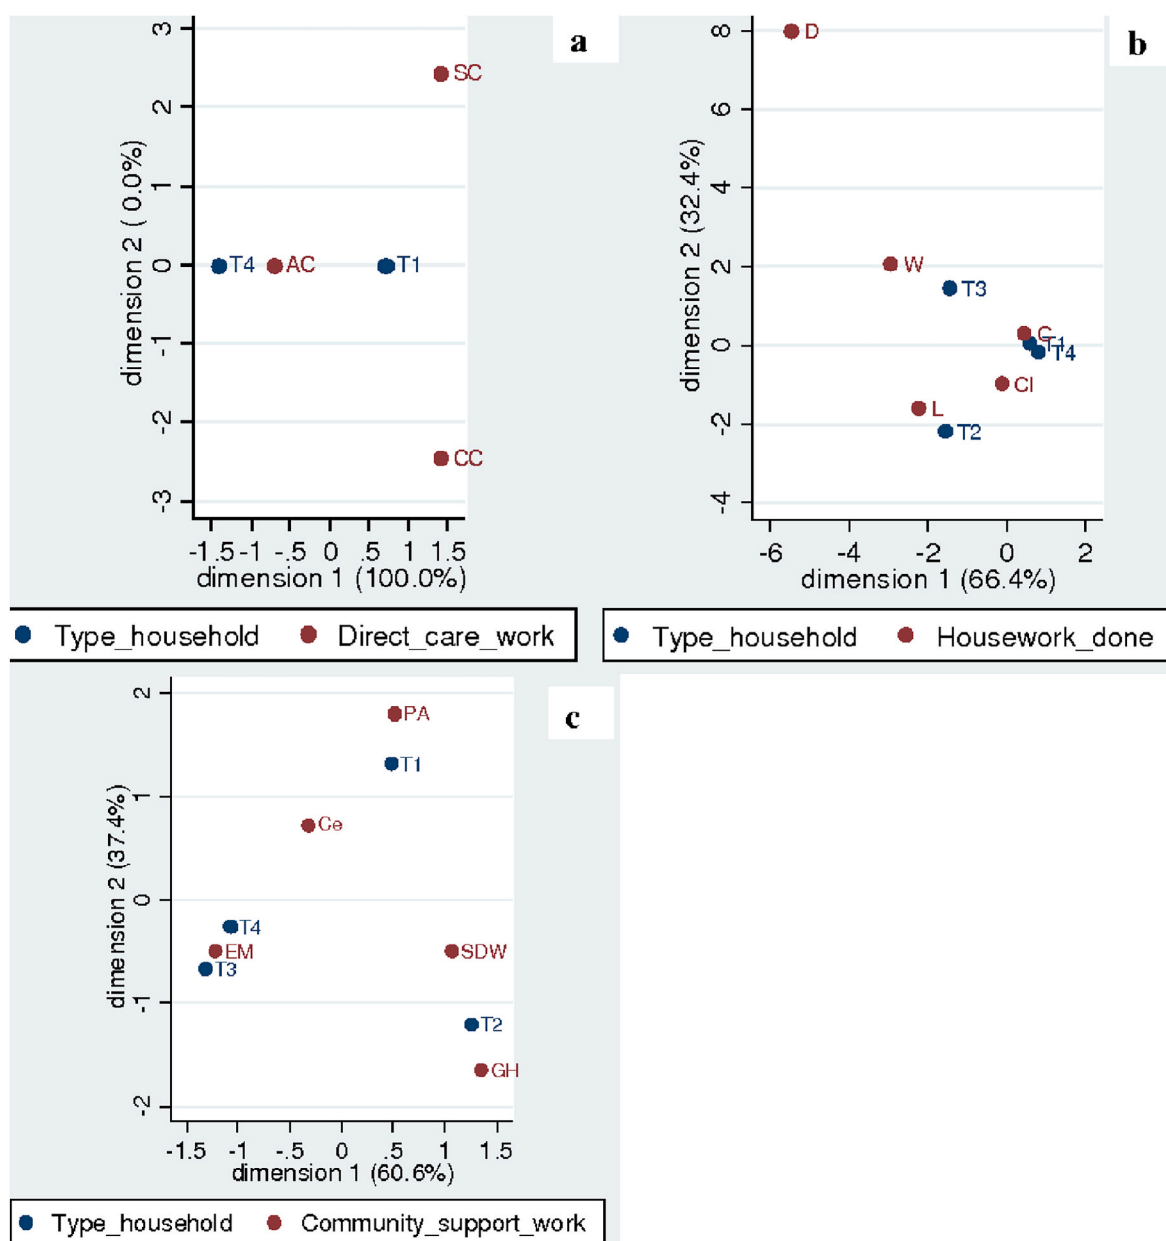 a
3
2
1
0
-1
-2
-3
dimension 2 ( 0.0%)
SC
T4
AC
T1
CC
-1.5 -1 -.5 0 .5 1 1.5
dimension 1 (100.0%)
Type_household Direct_care_work
b
8
6
4
2
0
-2
-4
dimension 2 (32.4%)
D
W
T3
C
T1
T4
Cl
L
T2
-6 -4 -2 0 2
dimension 1 (66.4%)
Type_household Housework_done
c
2
1
0
-1
-2
dimension 2 (37.4%)
PA
T1
Ce
T4
EM
SDW
T3
T2
GH
-1.5 -1 -.5 0 .5 1 1.5
dimension 1 (60.6%)
Type_household Community_support_work